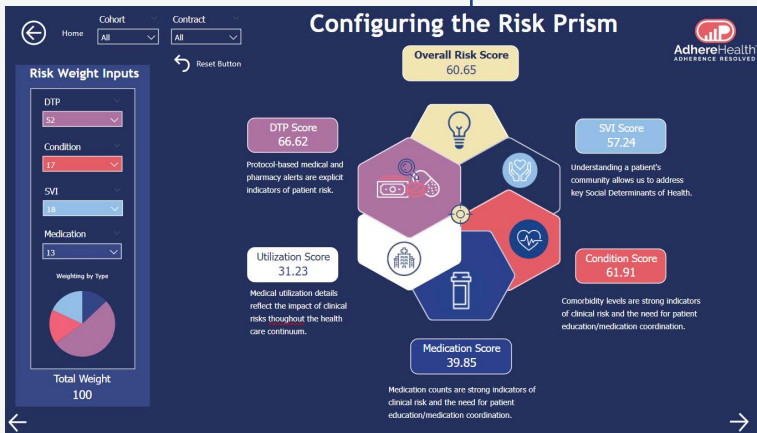 Configuring the Risk Prism
Home
Cohort
All
Contract
All
Reset Button
AdhereHealth
ADHERENCE RESOLVED
Risk Weight Inputs
DTP
52
Condition
17
SVI
18
Medication
13
Weighting by Type
Total Weight
100
Overall Risk Score
60.65
DTP Score
66.62
Protocol-based medical and
pharmacy alerts are explicit
indicators of patient risk.
SVI Score
57.24
Understanding a patient's
community allows us to address
key Social Determinants of Health.
Utilization Score
31.23
Medical utilization details
reflect the impact of clinical
risks thoughout the health
care continuum.
Condition Score
61.91
Comorbidity levels are strong indicators
of clinical risk and the need for patient
education/medication coordination.
Medication Score
39.85
Medication counts are strong indicators of
clinical risk and the need for patient
education/medication coordination.